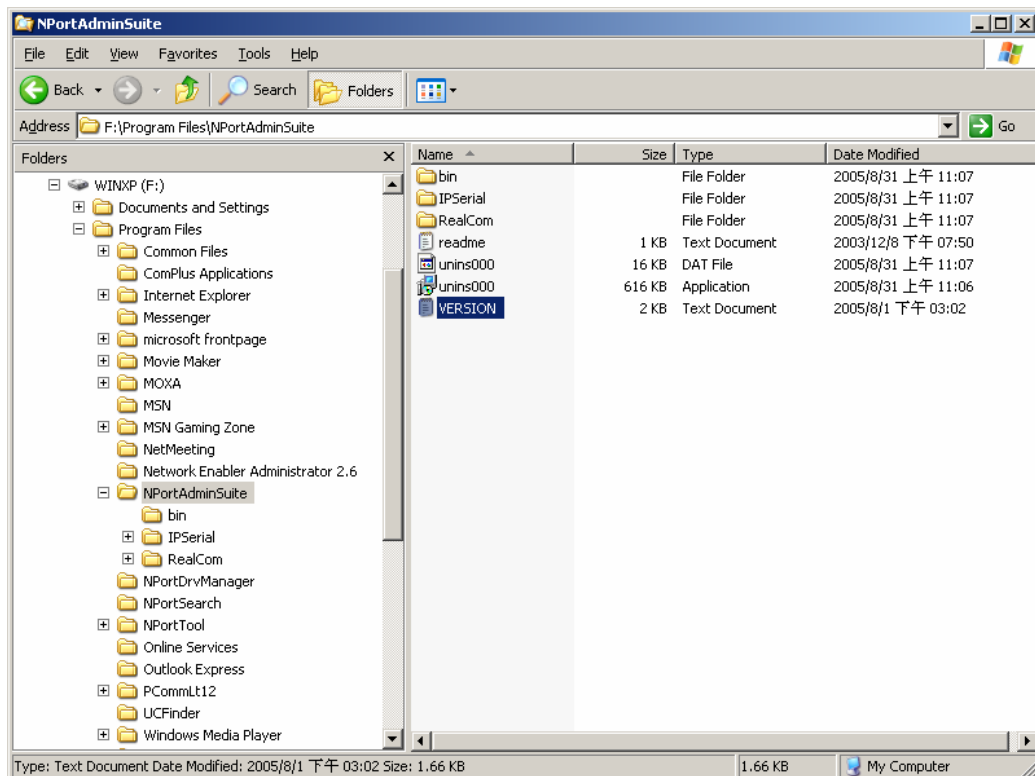 NPortAdminSuite
File Edit View Favorites Tools Help
Back Search Folders
Address F:\Program Files\NPortAdminSuite Go
Folders
WINXP (F:)
Documents and Settings
Program Files
Common Files
ComPlus Applications
Internet Explorer
Messenger
microsoft frontpage
Movie Maker
MOXA
MSN
MSN Gaming Zone
NetMeeting
Network Enabler Administrator 2.6
NPortAdminSuite
bin
IPSerial
RealCom
NPortDrvManager
NPortSearch
NPortTool
Online Services
Outlook Express
PCommLt12
UCFinder
Windows Media Player
Name Size Type Date Modified
bin File Folder 2005/8/31 上午 11:07
IPSerial File Folder 2005/8/31 上午 11:07
RealCom File Folder 2005/8/31 上午 11:07
readme 1 KB Text Document 2003/12/8 下午 07:50
unins000 16 KB DAT File 2005/8/31 上午 11:07
unins000 616 KB Application 2005/8/31 上午 11:06
VERSION 2 KB Text Document 2005/8/1 下午 03:02
Type: Text Document Date Modified: 2005/8/1 下午 03:02 Size: 1.66 KB 1.66 KB My Computer